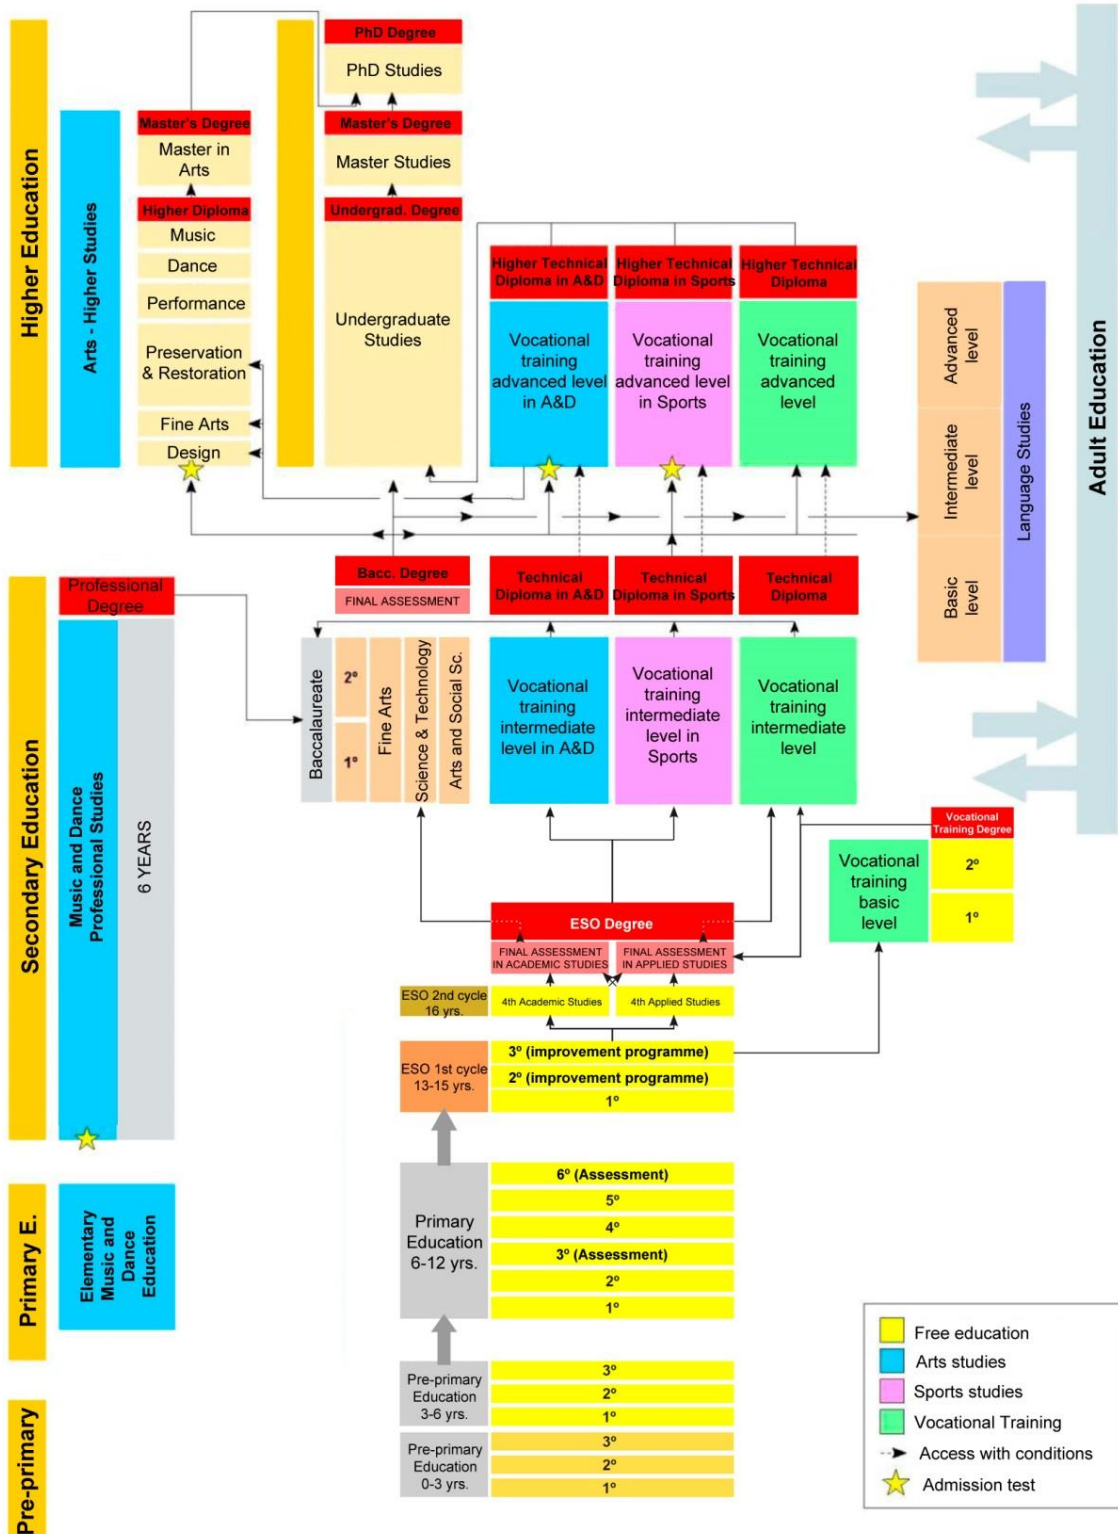 Higher Education
Arts - Higher Studies
Master's Degree
Master in
Arts
Higher Diploma
Music
Dance
Performance
Preservation
& Restoration
Fine Arts
Design
PhD Degree
PhD Studies
Master's Degree
Master Studies
Undergrad. Degree
Undergraduate
Studies
Higher Technical
Diploma in A&D
Vocational
training
advanced level
in A&D
Higher Technical
Diploma in Sports
Vocational
training
advanced level
in Sports
Higher Technical
Diploma
Vocational
training
advanced
level
Advanced
level
Intermediate
level
Basic
level
Language Studies
Adult Education
Secondary Education
Professional
Degree
Music and Dance
Professional Studies
6 YEARS
Bacc. Degree
FINAL ASSESSMENT
Baccalaureate
2º
1º
Fine Arts
Science & Technology
Arts and Social Sc.
Technical
Diploma in A&D
Vocational
training
intermediate
level in A&D
Technical
Diploma in Sports
Vocational
training
intermediate
level in
Sports
Technical
Diploma
Vocational
training
intermediate
level
Vocational
Training Degree
Vocational
training
basic
level
2º
1º
ESO Degree
FINAL ASSESSMENT
IN ACADEMIC STUDIES
FINAL ASSESSMENT
IN APPLIED STUDIES
ESO 2nd cycle
16 yrs.
4th Academic Studies
4th Applied Studies
ESO 1st cycle
13-15 yrs.
3º (improvement programme)
2º (improvement programme)
1º
Primary E.
Elementary
Music and
Dance
Education
Primary
Education
6-12 yrs.
6º (Assessment)
5º
4º
3º (Assessment)
2º
1º
Pre-primary
Pre-primary
Education
3-6 yrs.
3º
2º
1º
Pre-primary
Education
0-3 yrs.
3º
2º
1º
Free education
Arts studies
Sports studies
Vocational Training
Access with conditions
Admission test